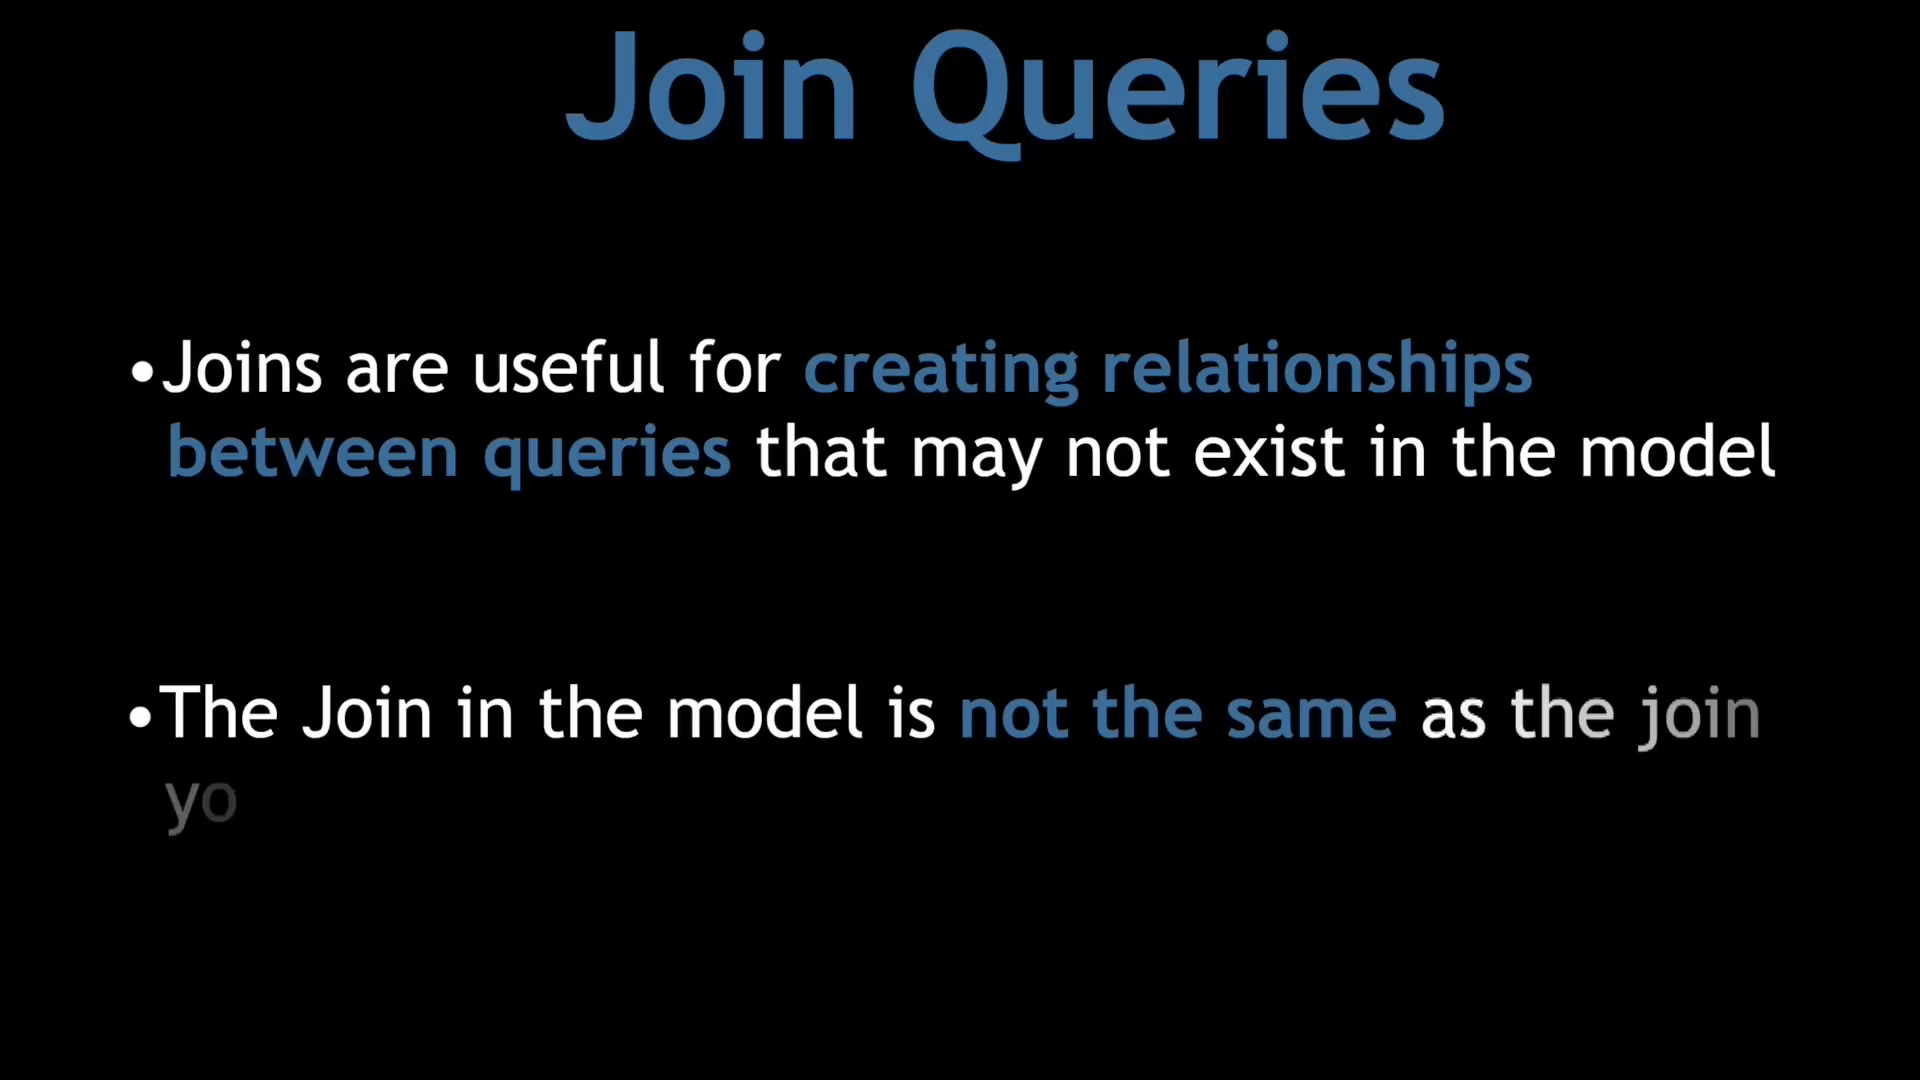 Join Queries
•Joins are useful for creating relationships
between queries that may not exist in the model
•The Join in the model is not the same as the join
yo